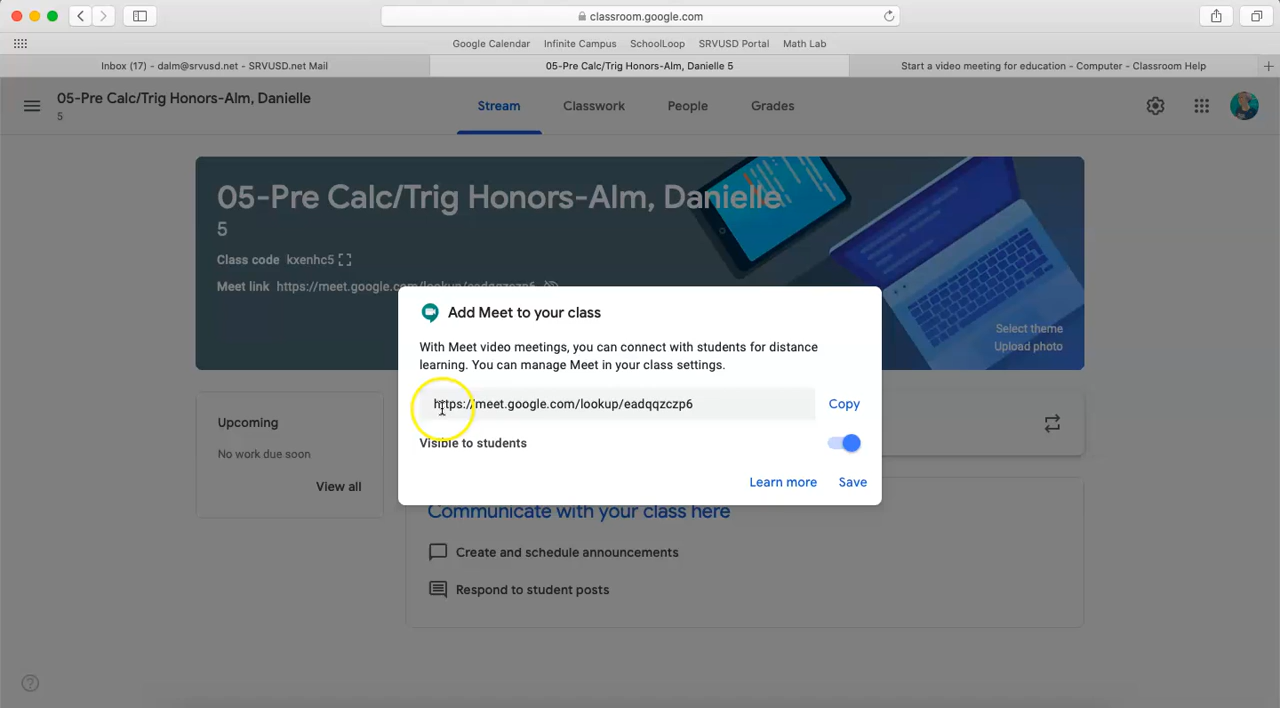 classroom.google.com
Google Calendar Infinite Campus SchoolLoop SRVUSD Portal Math Lab
Inbox (17) - dalm@srvusd.net - SRVUSD.net Mail 05-Pre Calc/Trig Honors-Alm, Danielle 5 Start a video meeting for education - Computer - Classroom Help
05-Pre Calc/Trig Honors-Alm, Danielle
5
Stream Classwork People Grades
05-Pre Calc/Trig Honors-Alm, Danielle
5
Class code kxenhc5
Meet link https://meet.google.com/lookup/eadqqzczp6
Select theme
Upload photo
Add Meet to your class
With Meet video meetings, you can connect with students for distance
learning. You can manage Meet in your class settings.
https://meet.google.com/lookup/eadqqzczp6 Copy
Visible to students
Learn more Save
Upcoming
No work due soon
View all
Communicate with your class here
Create and schedule announcements
Respond to student posts